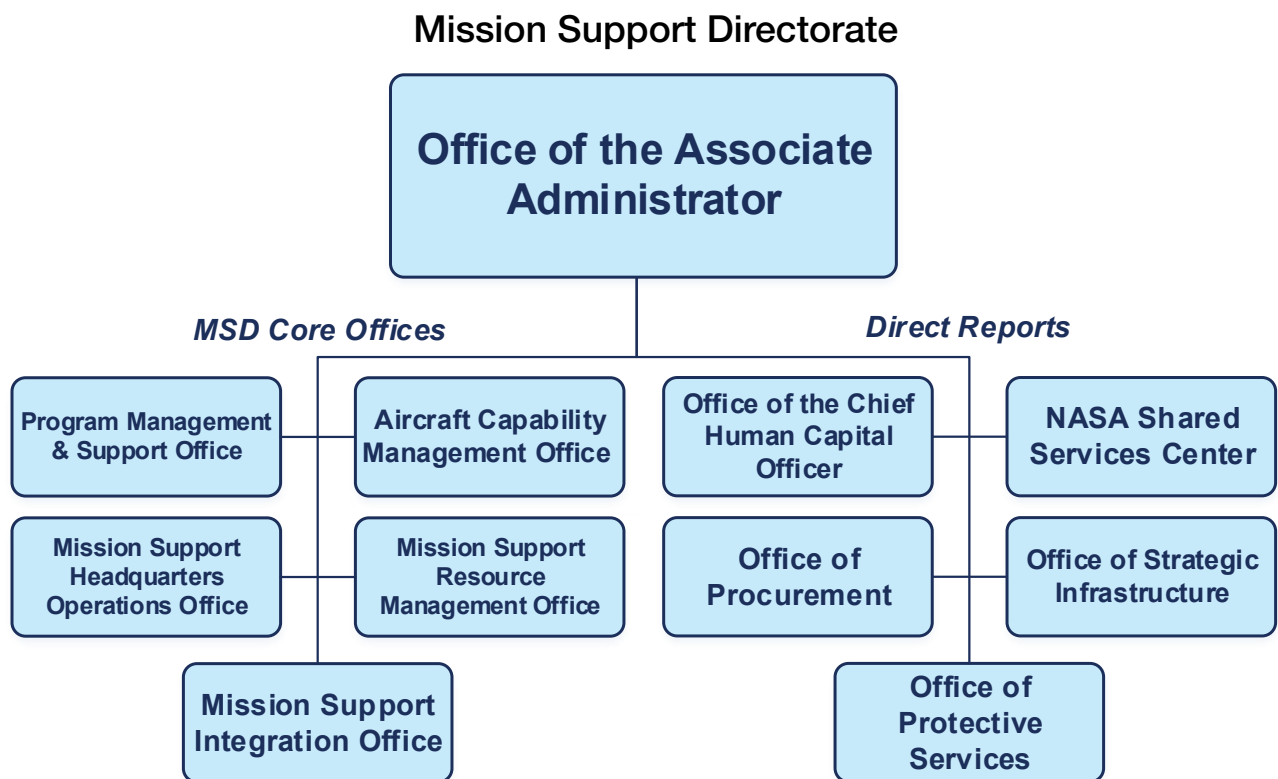 Mission Support Directorate
Office of the Associate
Administrator
MSD Core Offices
Direct Reports
Program Management
& Support Office
Aircraft Capability
Management Office
Office of the Chief
Human Capital
Officer
NASA Shared
Services Center
Mission Support
Headquarters
Operations Office
Mission Support
Resource
Management Office
Office of
Procurement
Office of Strategic
Infrastructure
Mission Support
Integration Office
Office of
Protective
Services